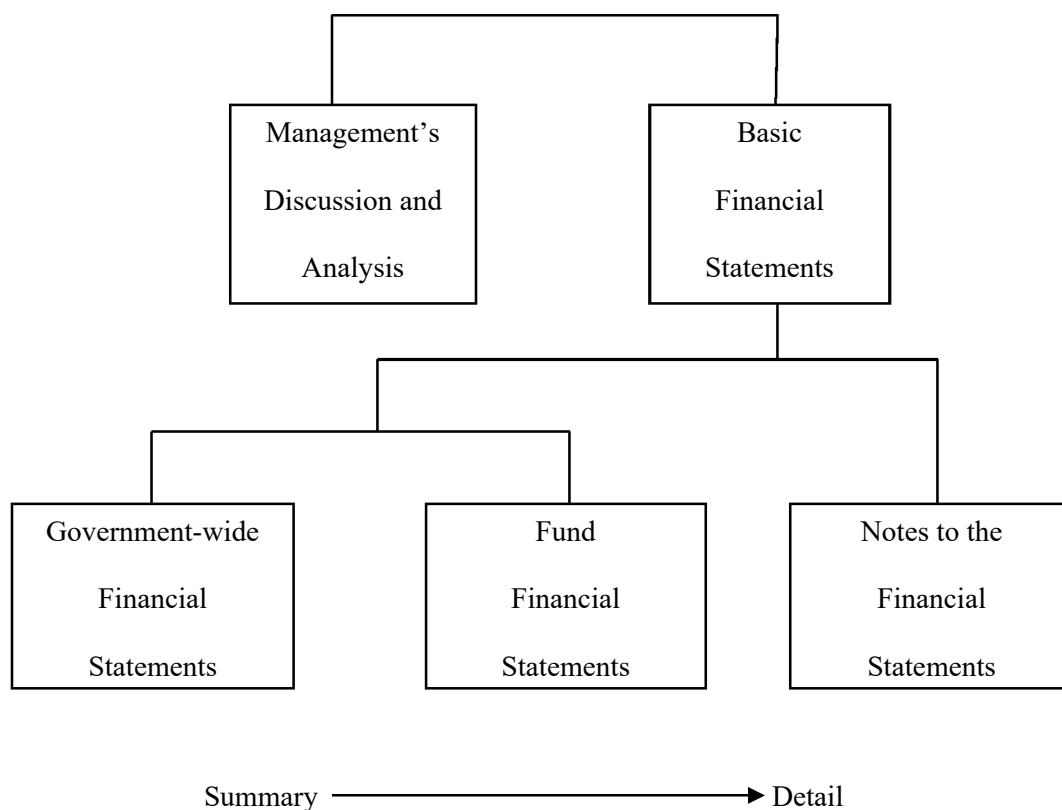 Management’s
Discussion and
Analysis
Basic
Financial
Statements
Government-wide
Financial
Statements
Fund
Financial
Statements
Notes to the
Financial
Statements
Summary
Detail